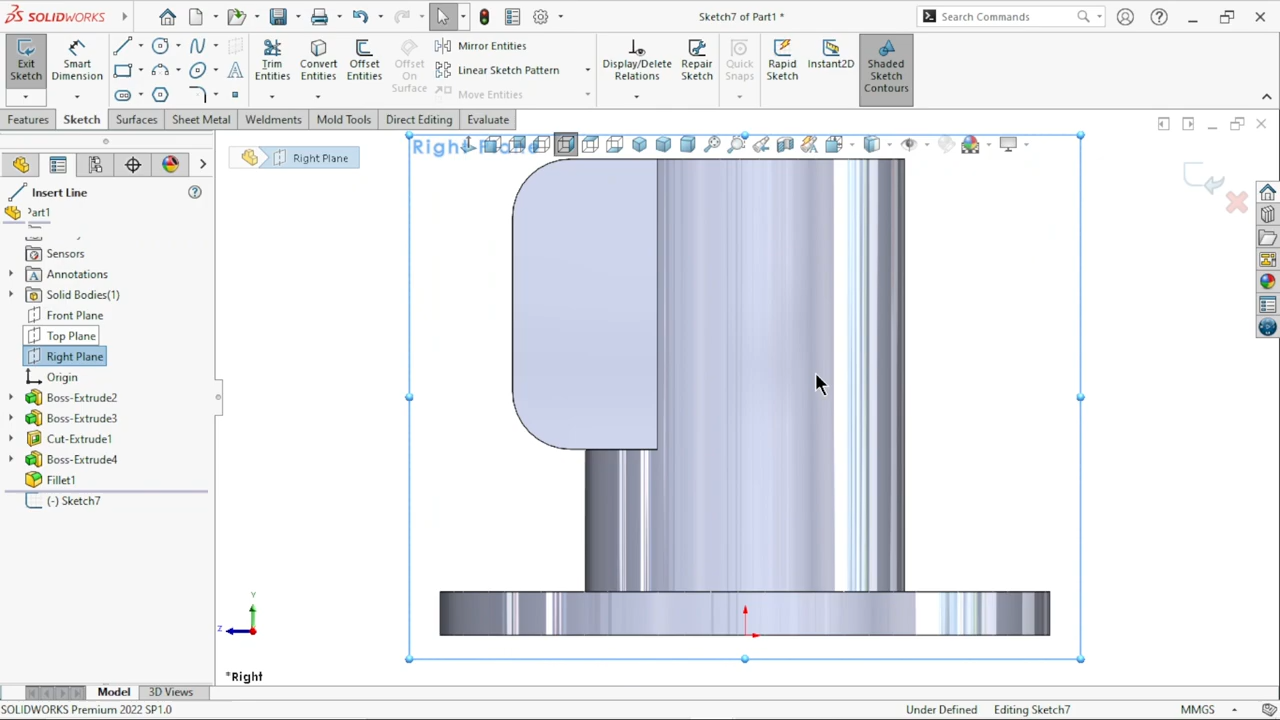 SOLIDWORKS
Sketch7 of Part1 *
Search Commands
Exit Sketch
Smart Dimension
Trim Entities
Convert Entities
Offset Entities
Offset On Surface
Mirror Entities
Linear Sketch Pattern
Move Entities
Display/Delete Relations
Repair Sketch
Quick Snaps
Rapid Sketch
Instant2D
Shaded Sketch Contours
Features
Sketch
Surfaces
Sheet Metal
Weldments
Mold Tools
Direct Editing
Evaluate
Right Plane
Right Plane
Insert Line
Part1
Sensors
Annotations
Solid Bodies(1)
Front Plane
Top Plane
Right Plane
Origin
Boss-Extrude2
Boss-Extrude3
Cut-Extrude1
Boss-Extrude4
Fillet1
(-) Sketch7
Y
Z
*Right
Model
3D Views
SOLIDWORKS Premium 2022 SP1.0
Under Defined
Editing Sketch7
MMGS